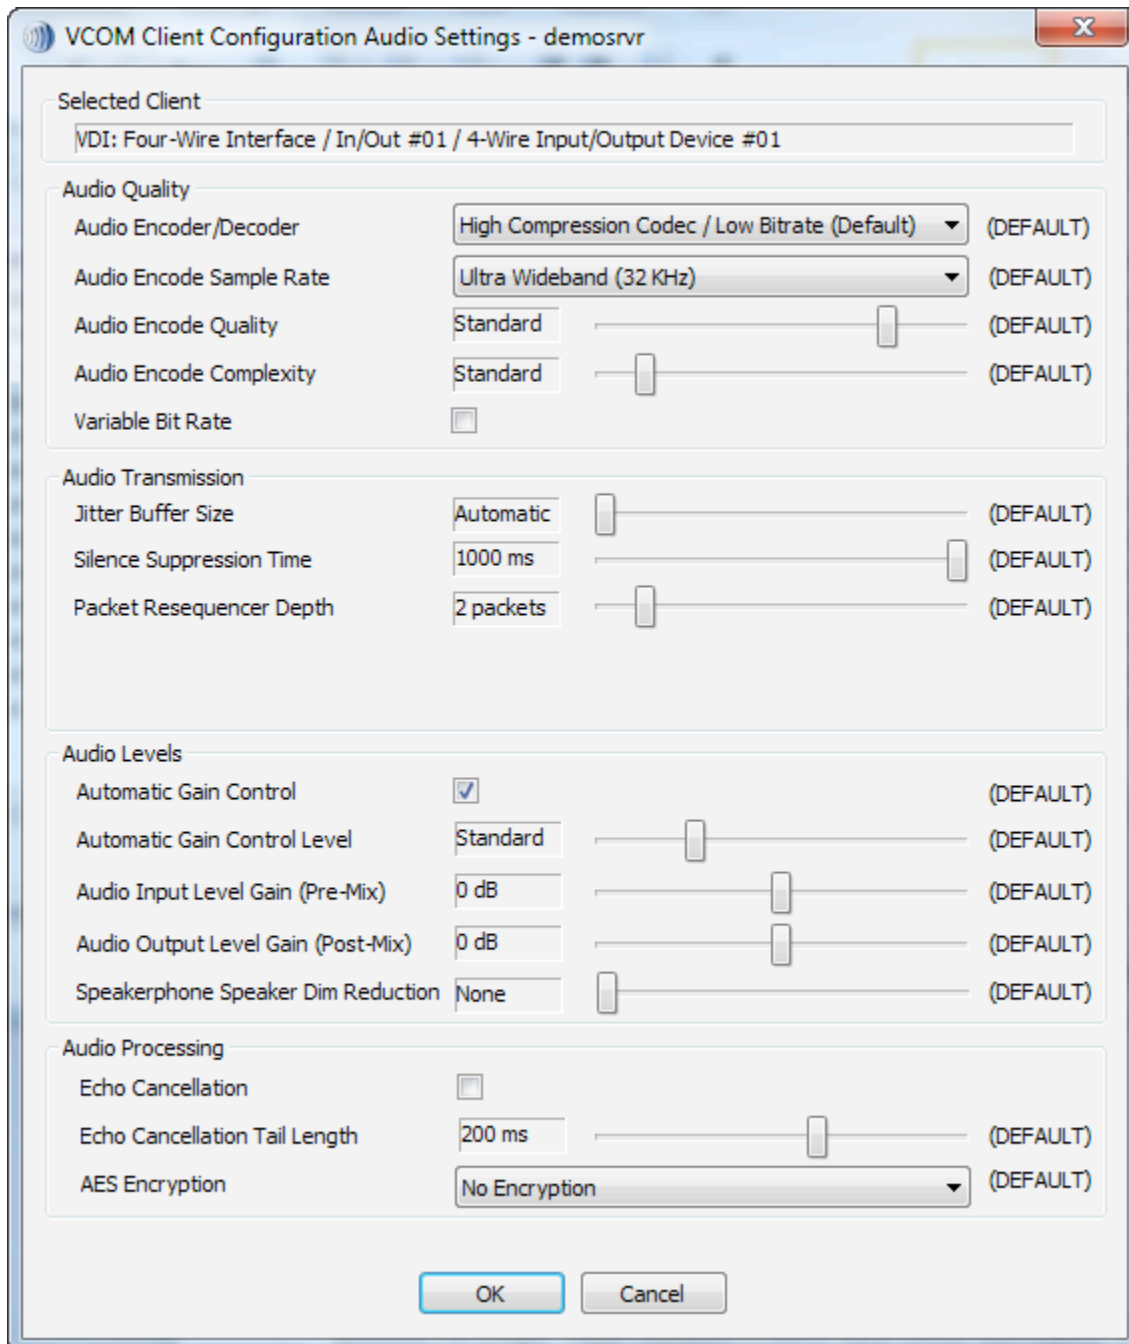 VCOM Client Configuration Audio Settings - demosrvr
Selected Client
VDI: Four-Wire Interface / In/Out #01 / 4-Wire Input/Output Device #01
Audio Quality
Audio Encoder/Decoder High Compression Codec / Low Bitrate (Default) (DEFAULT)
Audio Encode Sample Rate Ultra Wideband (32 KHz) (DEFAULT)
Audio Encode Quality Standard (DEFAULT)
Audio Encode Complexity Standard (DEFAULT)
Variable Bit Rate
Audio Transmission
Jitter Buffer Size Automatic (DEFAULT)
Silence Suppression Time 1000 ms (DEFAULT)
Packet Resequencer Depth 2 packets (DEFAULT)
Audio Levels
Automatic Gain Control (DEFAULT)
Automatic Gain Control Level Standard (DEFAULT)
Audio Input Level Gain (Pre-Mix) 0 dB (DEFAULT)
Audio Output Level Gain (Post-Mix) 0 dB (DEFAULT)
Speakerphone Speaker Dim Reduction None (DEFAULT)
Audio Processing
Echo Cancellation
Echo Cancellation Tail Length 200 ms (DEFAULT)
AES Encryption No Encryption (DEFAULT)
OK Cancel